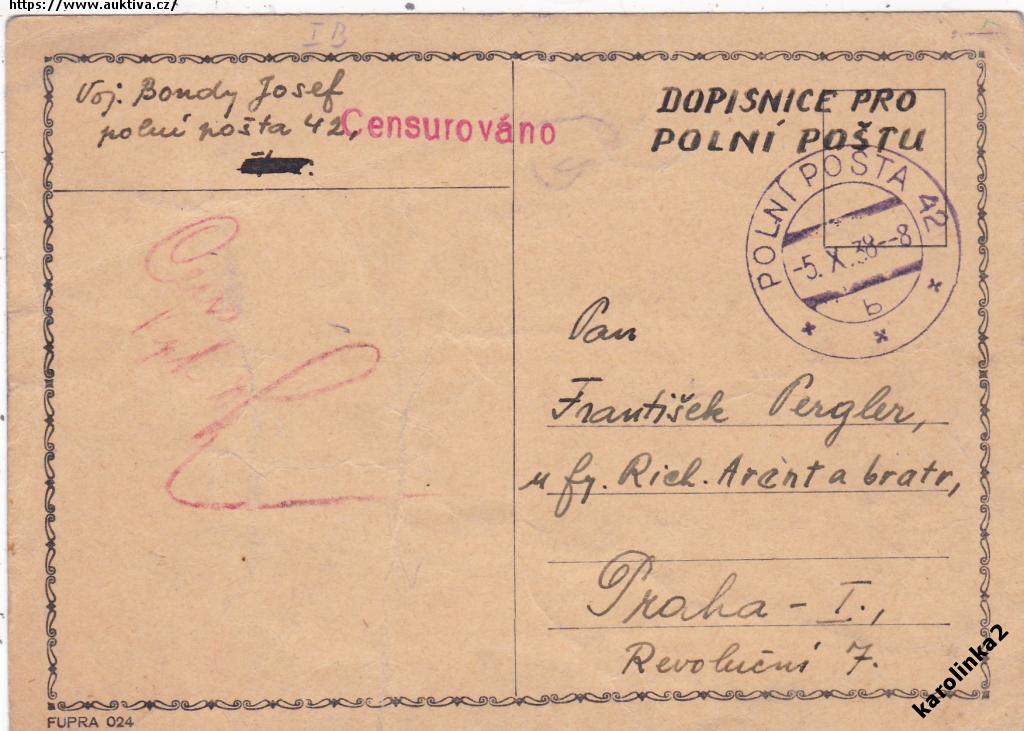 https://www.auktiva.cz/
I B
Voj. Bondy Josef
polní pošta 42,
Censurováno
DOPISNICE PRO
POLNÍ POŠTU
POLNÍ POŠTA 42
-5. X. 38--8
b
Pan
František Pergler,
u fy. Rich. Arent a bratr,
Praha - I.,
Revoluční 7.
FUPRA 024
karolinka2